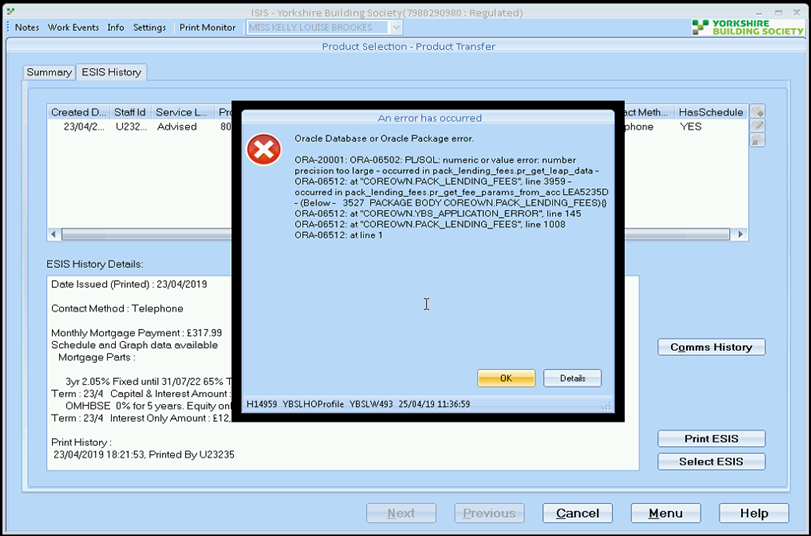 ISIS - Yorkshire Building Society(7988290980 : Regulated)
Notes Work Events Info Settings Print Monitor MISS KELLY LOUISE BROOKES
YORKSHIRE
BUILDING SOCIETY
Product Selection - Product Transfer
Summary ESIS History
Created D... Staff Id Service L... Pro act Meth... HasSchedule
23/04/2... U232... Advised 80 phone YES
An error has occurred
Oracle Database or Oracle Package error.
ORA-20001: ORA-06502: PL/SQL: numeric or value error: number
precision too large - occurred in pack_lending_fees.pr_get_leap_data -
ORA-06512: at "COREOWN.PACK_LENDING_FEES", line 3959 -
occurred in pack_lending_fees.pr_get_fee_params_from_acc LEA5235D
- (Below - 3527 PACKAGE BODY COREOWN.PACK_LENDING_FEES)()
ORA-06512: at "COREOWN.YBS_APPLICATION_ERROR", line 145
ORA-06512: at "COREOWN.PACK_LENDING_FEES", line 1008
ORA-06512: at line 1
OK Details
H14959 YBSLHOProfile YBSLW493 25/04/19 11:36:59
ESIS History Details:
Date Issued (Printed) : 23/04/2019
Contact Method : Telephone
Monthly Mortgage Payment : £317.99
Schedule and Graph data available
Mortgage Parts :
3yr 2.05% Fixed until 31/07/22 65% T
Term : 23/4 Capital & Interest Amount :
OMHBSE 0% for 5 years. Equity onl
Term : 23/4 Interest Only Amount : £12,
Print History :
23/04/2019 18:21:53, Printed By U23235
Comms History
Print ESIS
Select ESIS
Next Previous Cancel Menu Help